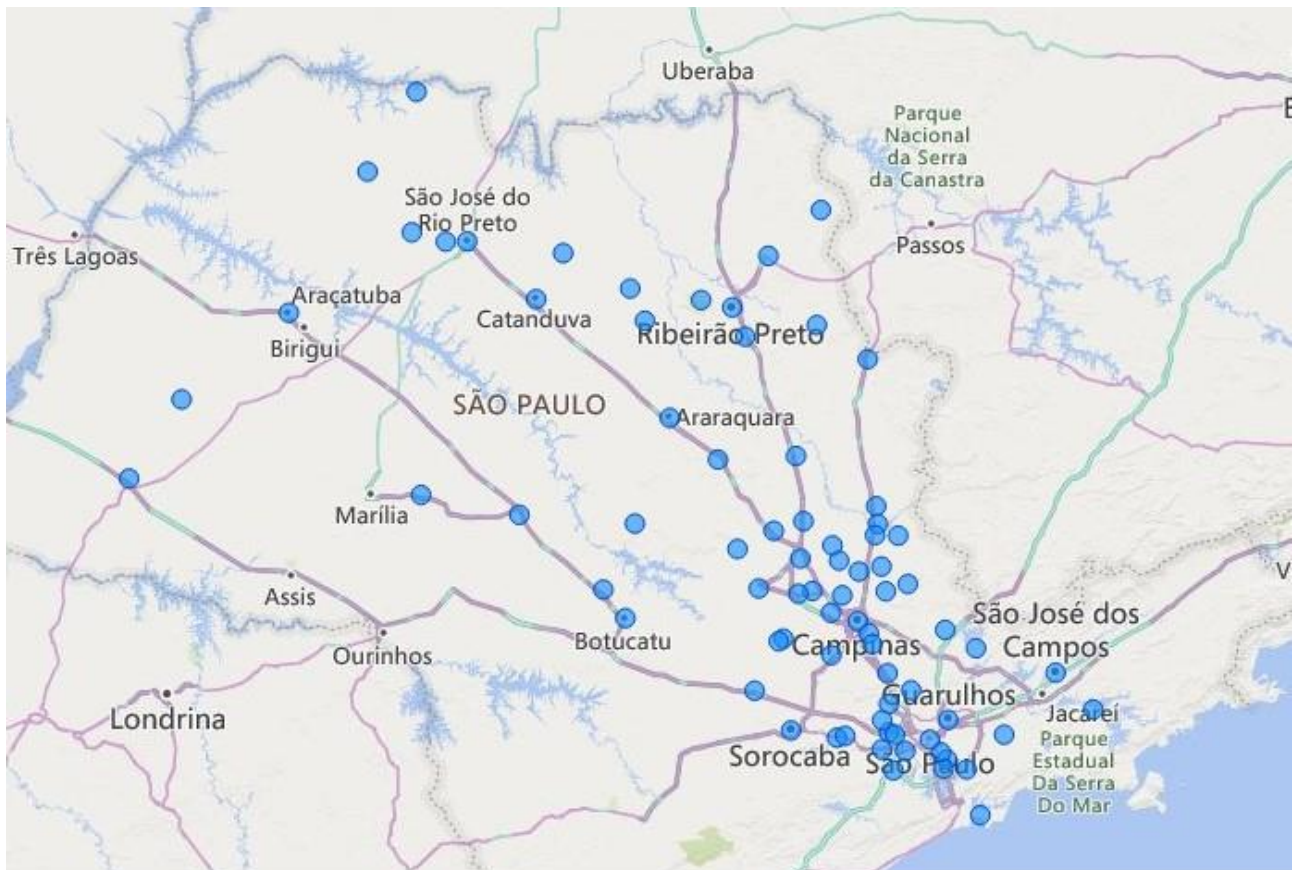 Uberaba
E
Parque
Nacional
da Serra
da Canastra
São José do
Rio Preto
Passos
Três Lagoas
Araçatuba
Catanduva
Ribeirão Preto
Birigui
SÃO PAULO
Araraquara
Marília
V
Assis
São José dos
Campos
Botucatu
Campinas
Ourinhos
Guarulhos
Londrina
Jacareí
Sorocaba
São Paulo
Parque
Estadual
Da Serra
Do Mar